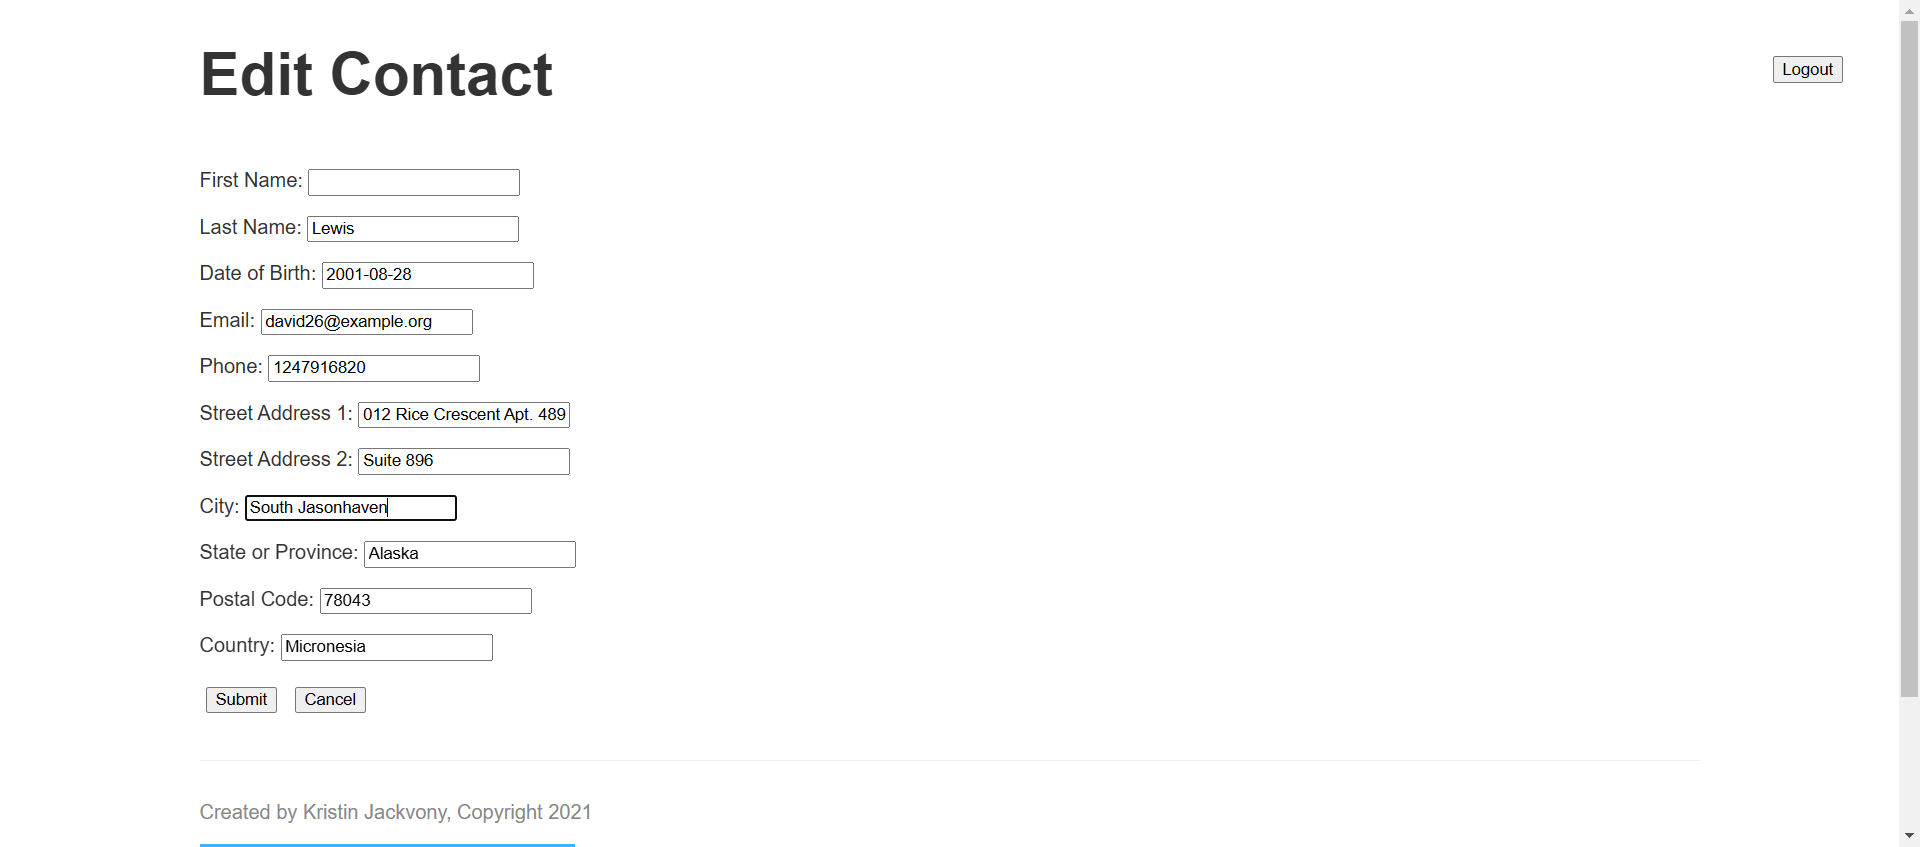 Edit Contact
Logout
First Name:
Last Name: Lewis
Date of Birth: 2001-08-28
Email: david26@example.org
Phone: 1247916820
Street Address 1: 012 Rice Crescent Apt. 489
Street Address 2: Suite 896
City: South Jasonhaven
State or Province: Alaska
Postal Code: 78043
Country: Micronesia
Submit Cancel
Created by Kristin Jackvony, Copyright 2021